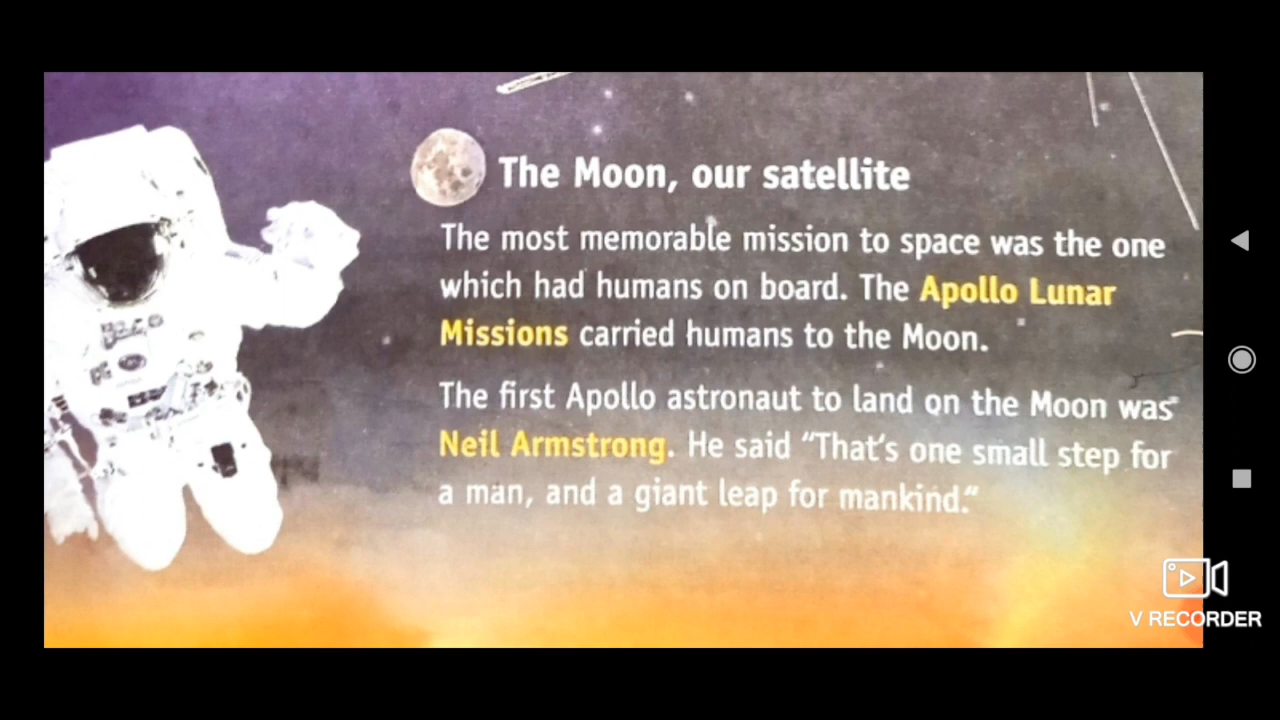 The Moon, our satellite
The most memorable mission to space was the one
which had humans on board. The Apollo Lunar
Missions carried humans to the Moon.
The first Apollo astronaut to land on the Moon was
Neil Armstrong. He said “That’s one small step for
a man, and a giant leap for mankind.”
V RECORDER